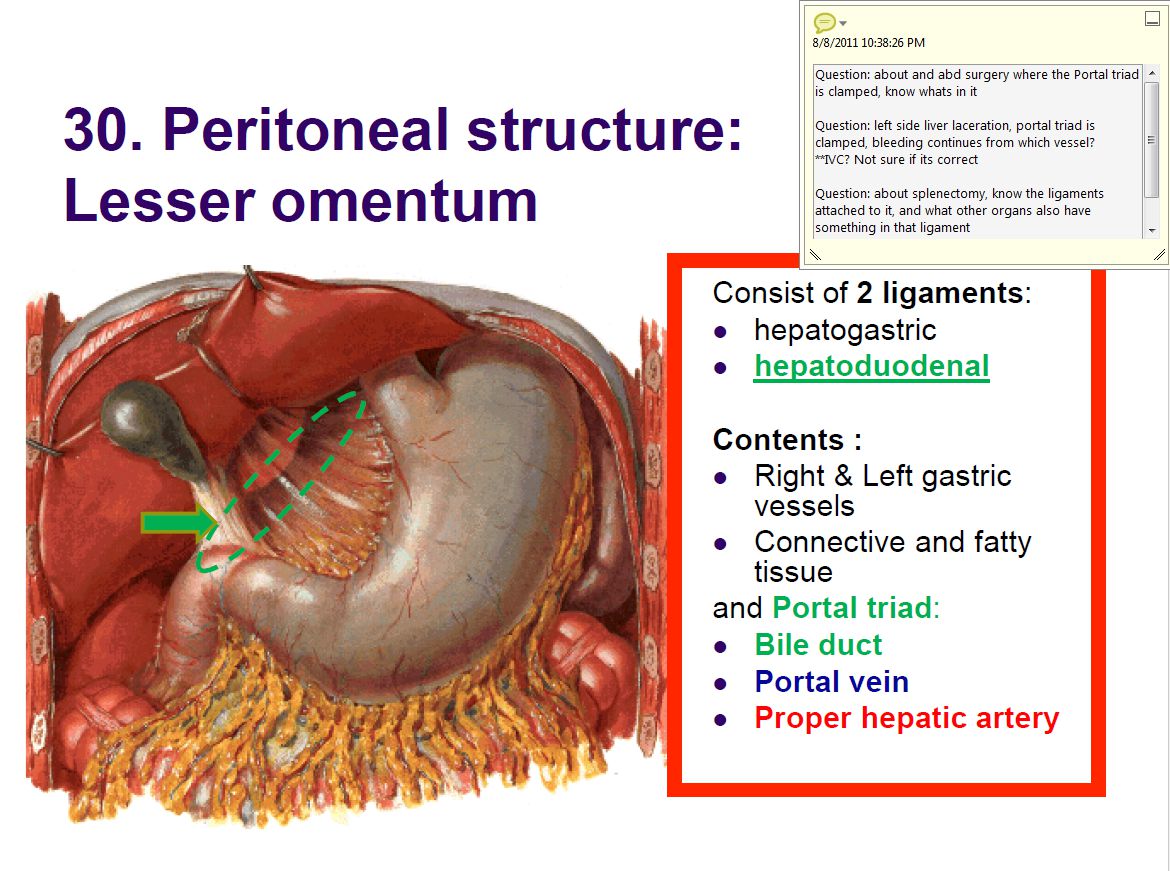 8/8/2011 10:38:26 PM
Question: about and abd surgery where the Portal triad
is clamped, know whats in it
Question: left side liver laceration, portal triad is
clamped, bleeding continues from which vessel?
**IVC? Not sure if its correct
Question: about splenectomy, know the ligaments
attached to it, and what other organs also have
something in that ligament
30. Peritoneal structure:
Lesser omentum
Consist of 2 ligaments:
● hepatogastric
● hepatoduodenal
Contents :
● Right & Left gastric
vessels
● Connective and fatty
tissue
and Portal triad:
● Bile duct
● Portal vein
● Proper hepatic artery